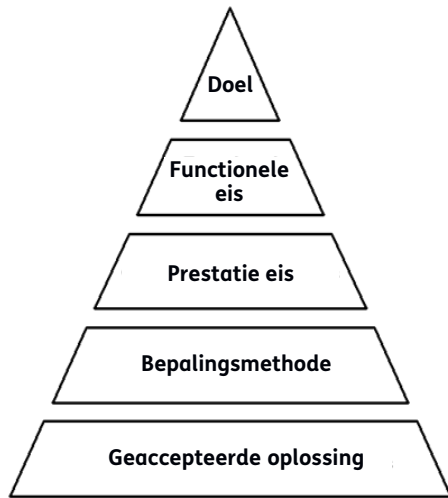 Doel
Functionele
eis
Prestatie eis
Bepalingsmethode
Geaccepteerde oplossing